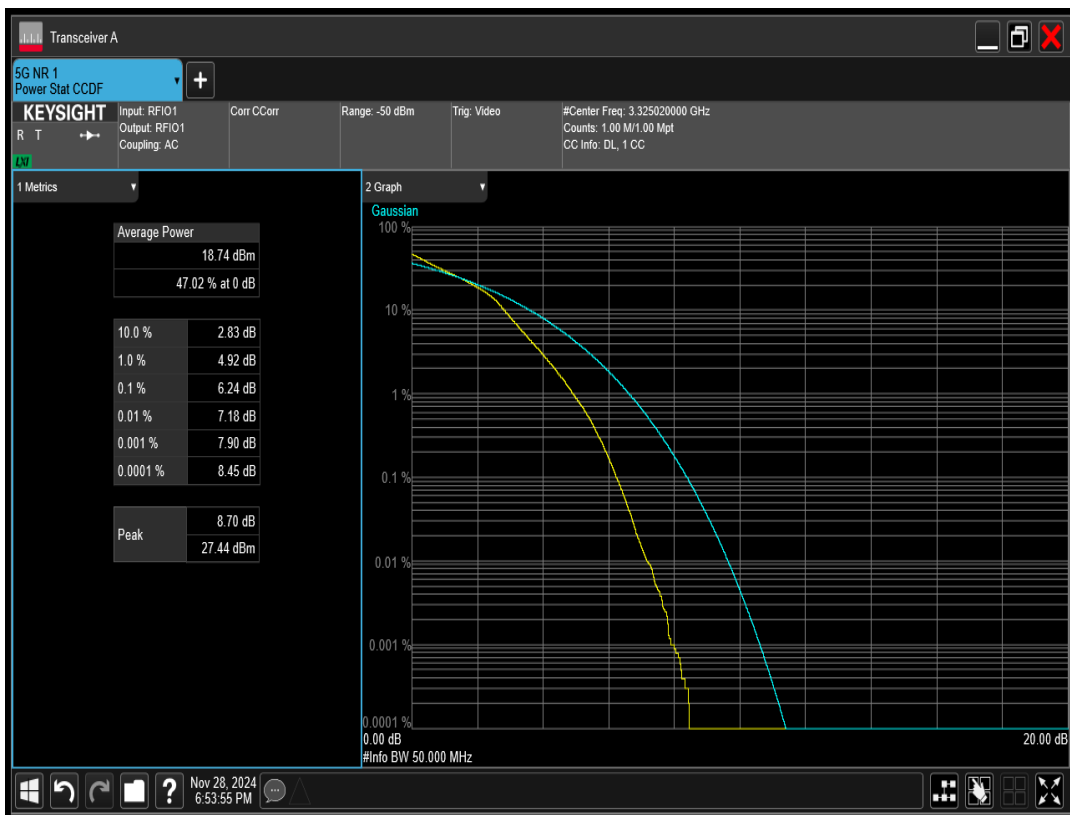 Transceiver A
5G NR 1
Power Stat CCDF
+
KEYSIGHT
R T
LXI
Input: RFIO1
Output: RFIO1
Coupling: AC
Corr CCorr
Range: -50 dBm
Trig: Video
#Center Freq: 3.325020000 GHz
Counts: 1.00 M/1.00 Mpt
CC Info: DL, 1 CC
1 Metrics
Average Power
18.74 dBm
47.02 % at 0 dB
10.0 % 2.83 dB
1.0 % 4.92 dB
0.1 % 6.24 dB
0.01 % 7.18 dB
0.001 % 7.90 dB
0.0001 % 8.45 dB
Peak
8.70 dB
27.44 dBm
2 Graph
Gaussian
100 %
10 %
1 %
0.1 %
0.01 %
0.001 %
0.0001 %
0.00 dB
20.00 dB
#Info BW 50.000 MHz
?
Nov 28, 2024
6:53:55 PM